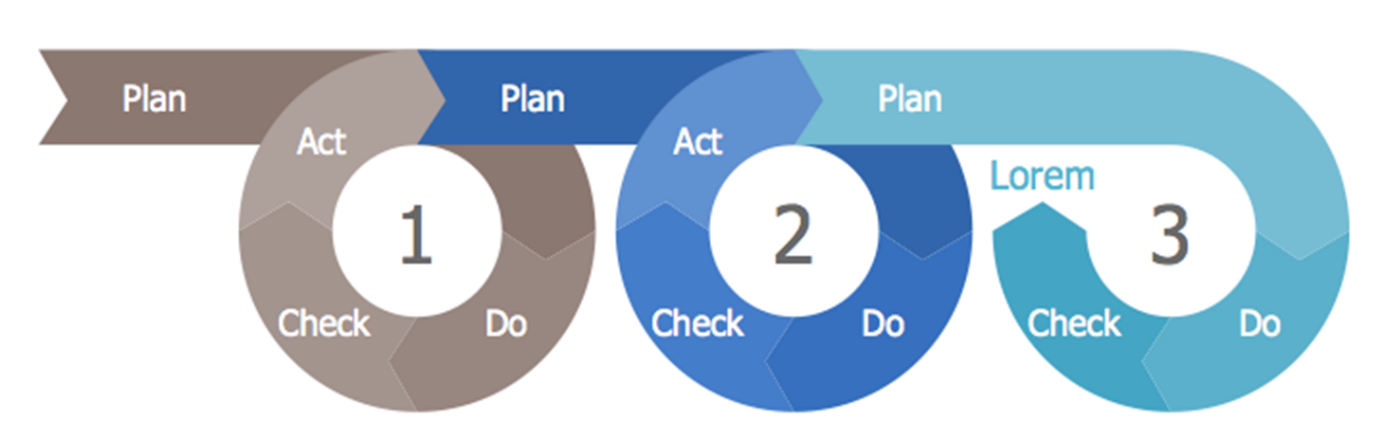 Plan
Act
1
Check
Do
Plan
Act
2
Check
Do
Plan
Lorem
3
Check
Do